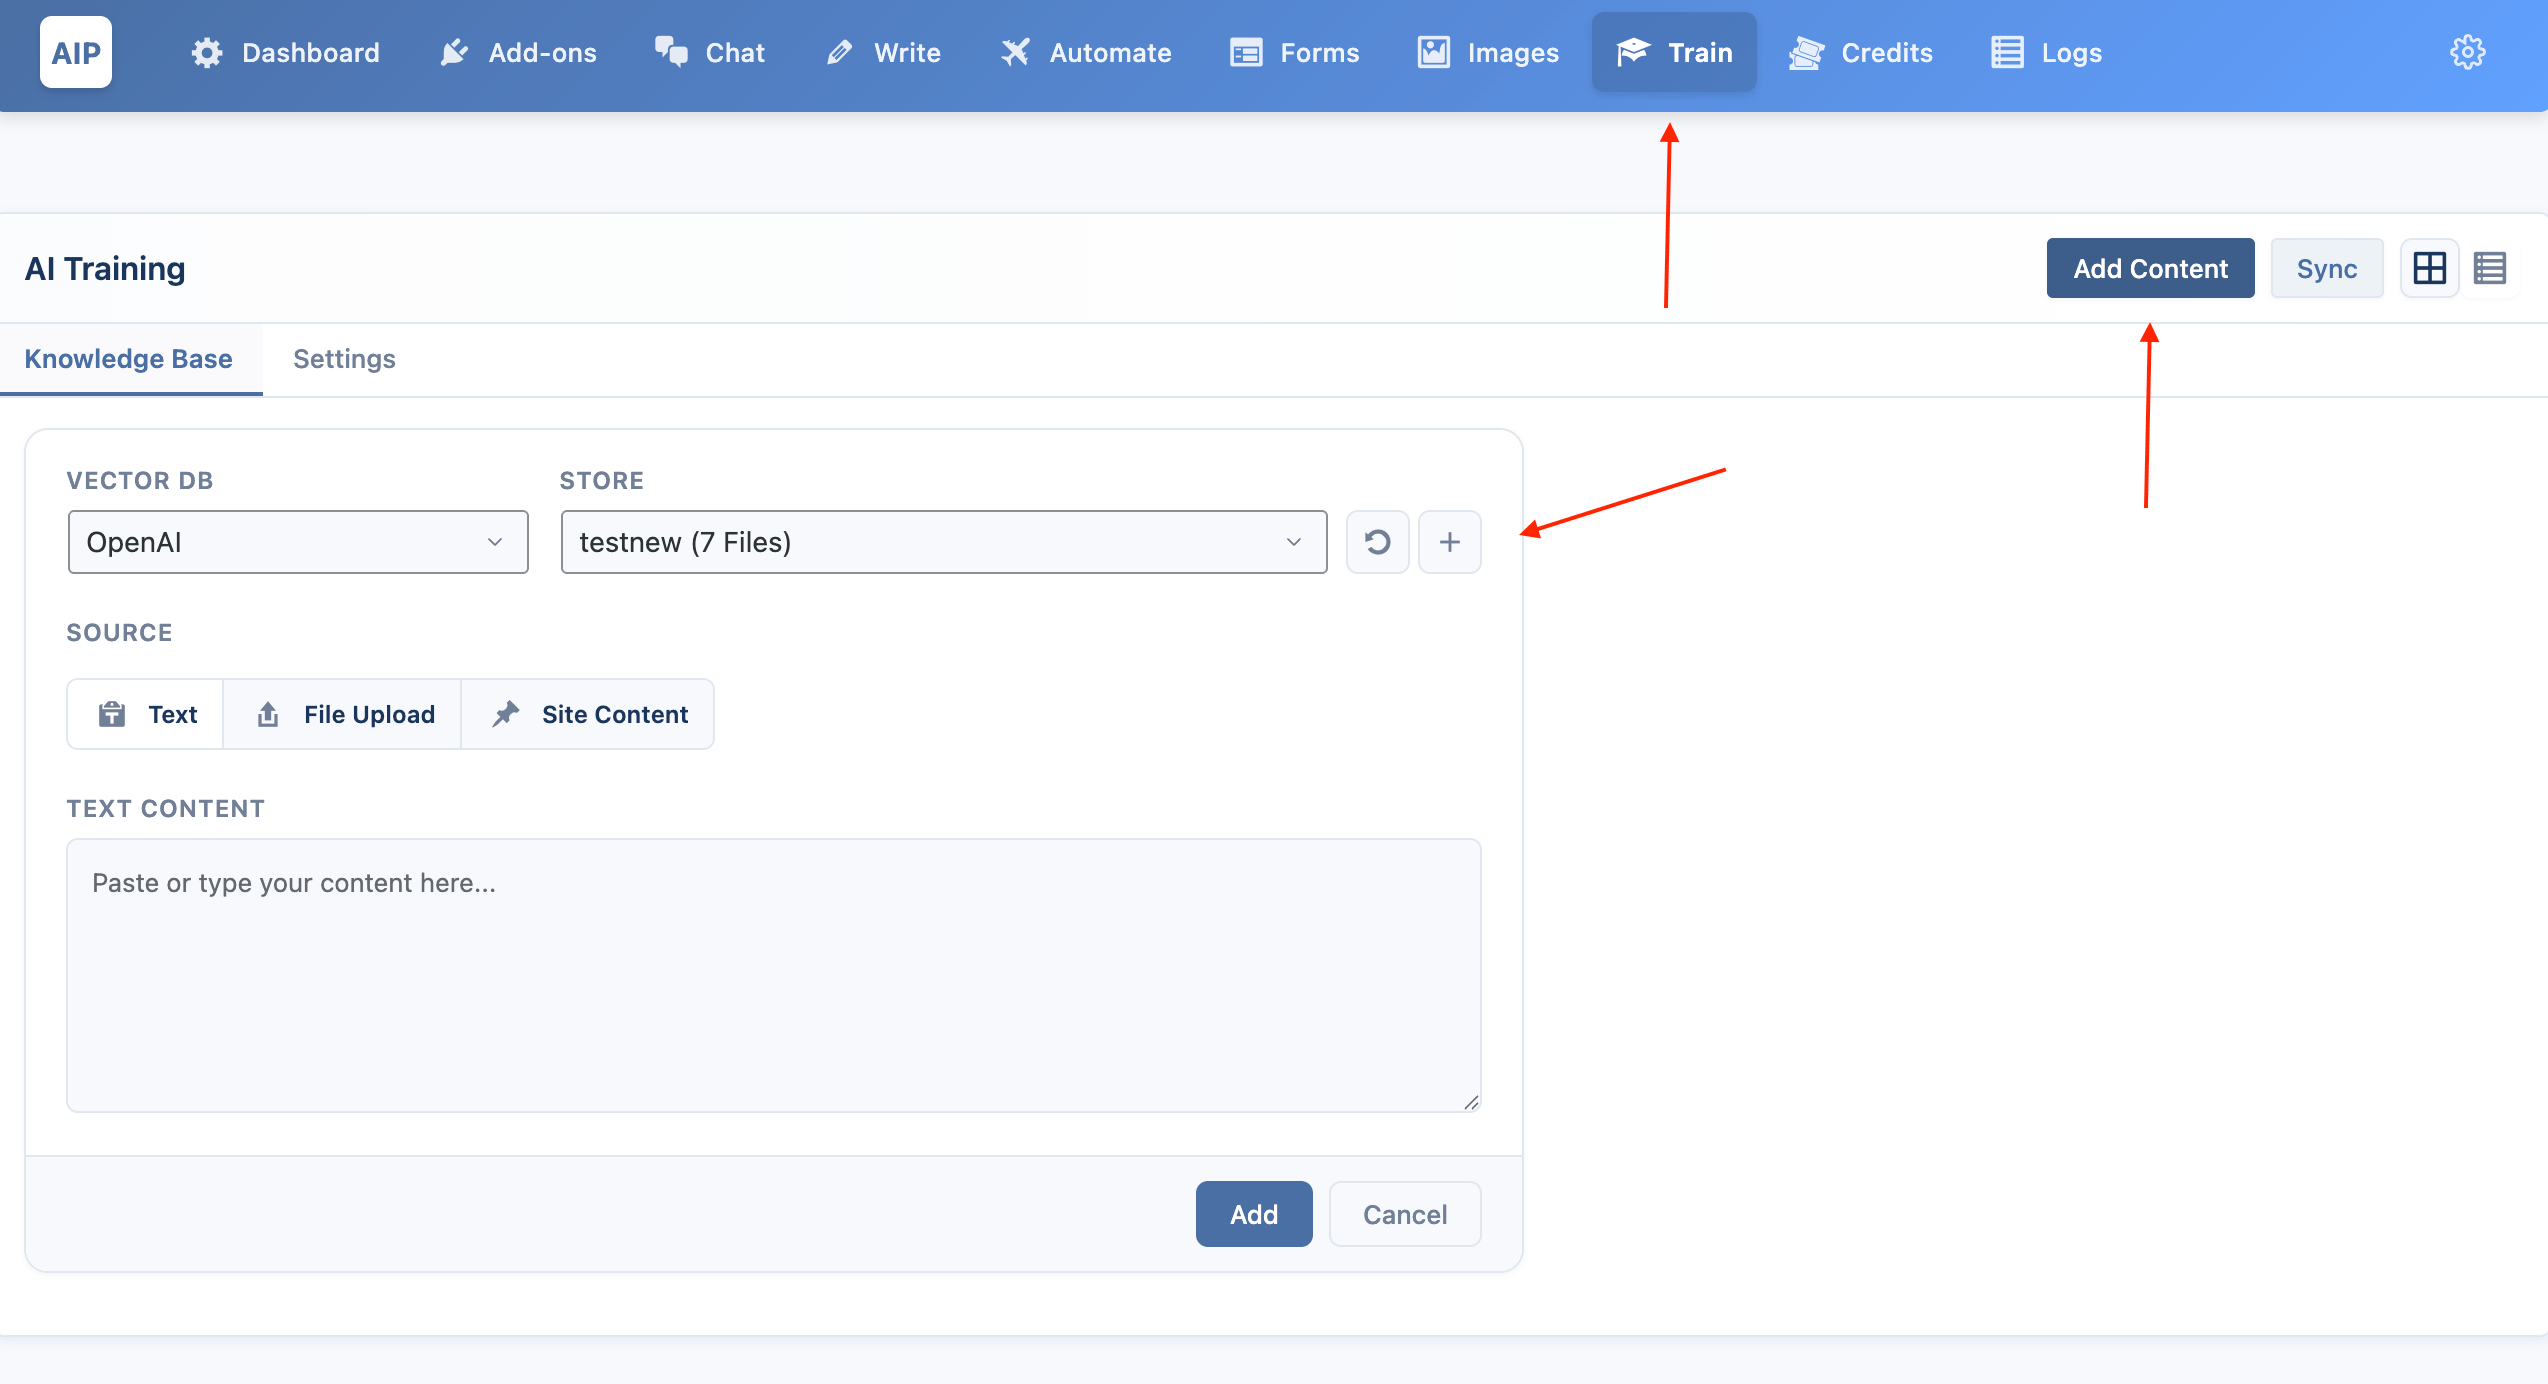 AIP Dashboard Add-ons Chat Write Automate Forms Images Train Credits Logs
AI Training Add Content Sync
Knowledge Base Settings
VECTOR DB STORE
OpenAI testnew (7 Files)
SOURCE
Text File Upload Site Content
TEXT CONTENT
Paste or type your content here...
Add Cancel